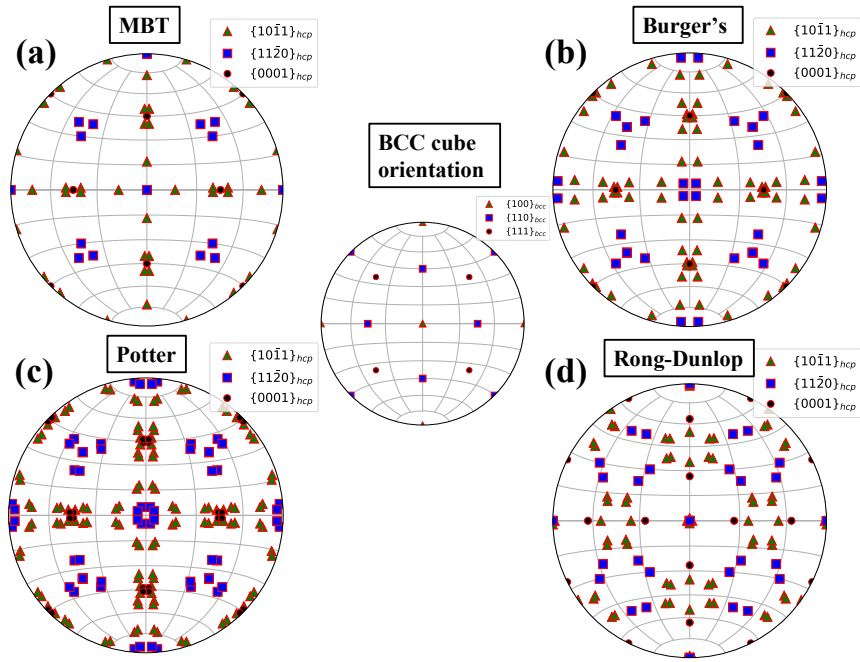 (a)
MBT
{101̄1}hcp
{112̄0}hcp
{0001}hcp
(b)
Burger's
{101̄1}hcp
{112̄0}hcp
{0001}hcp
BCC cube
orientation
{100}bcc
{110}bcc
{111}bcc
(c)
Potter
{101̄1}hcp
{112̄0}hcp
{0001}hcp
(d)
Rong-Dunlop
{101̄1}hcp
{112̄0}hcp
{0001}hcp